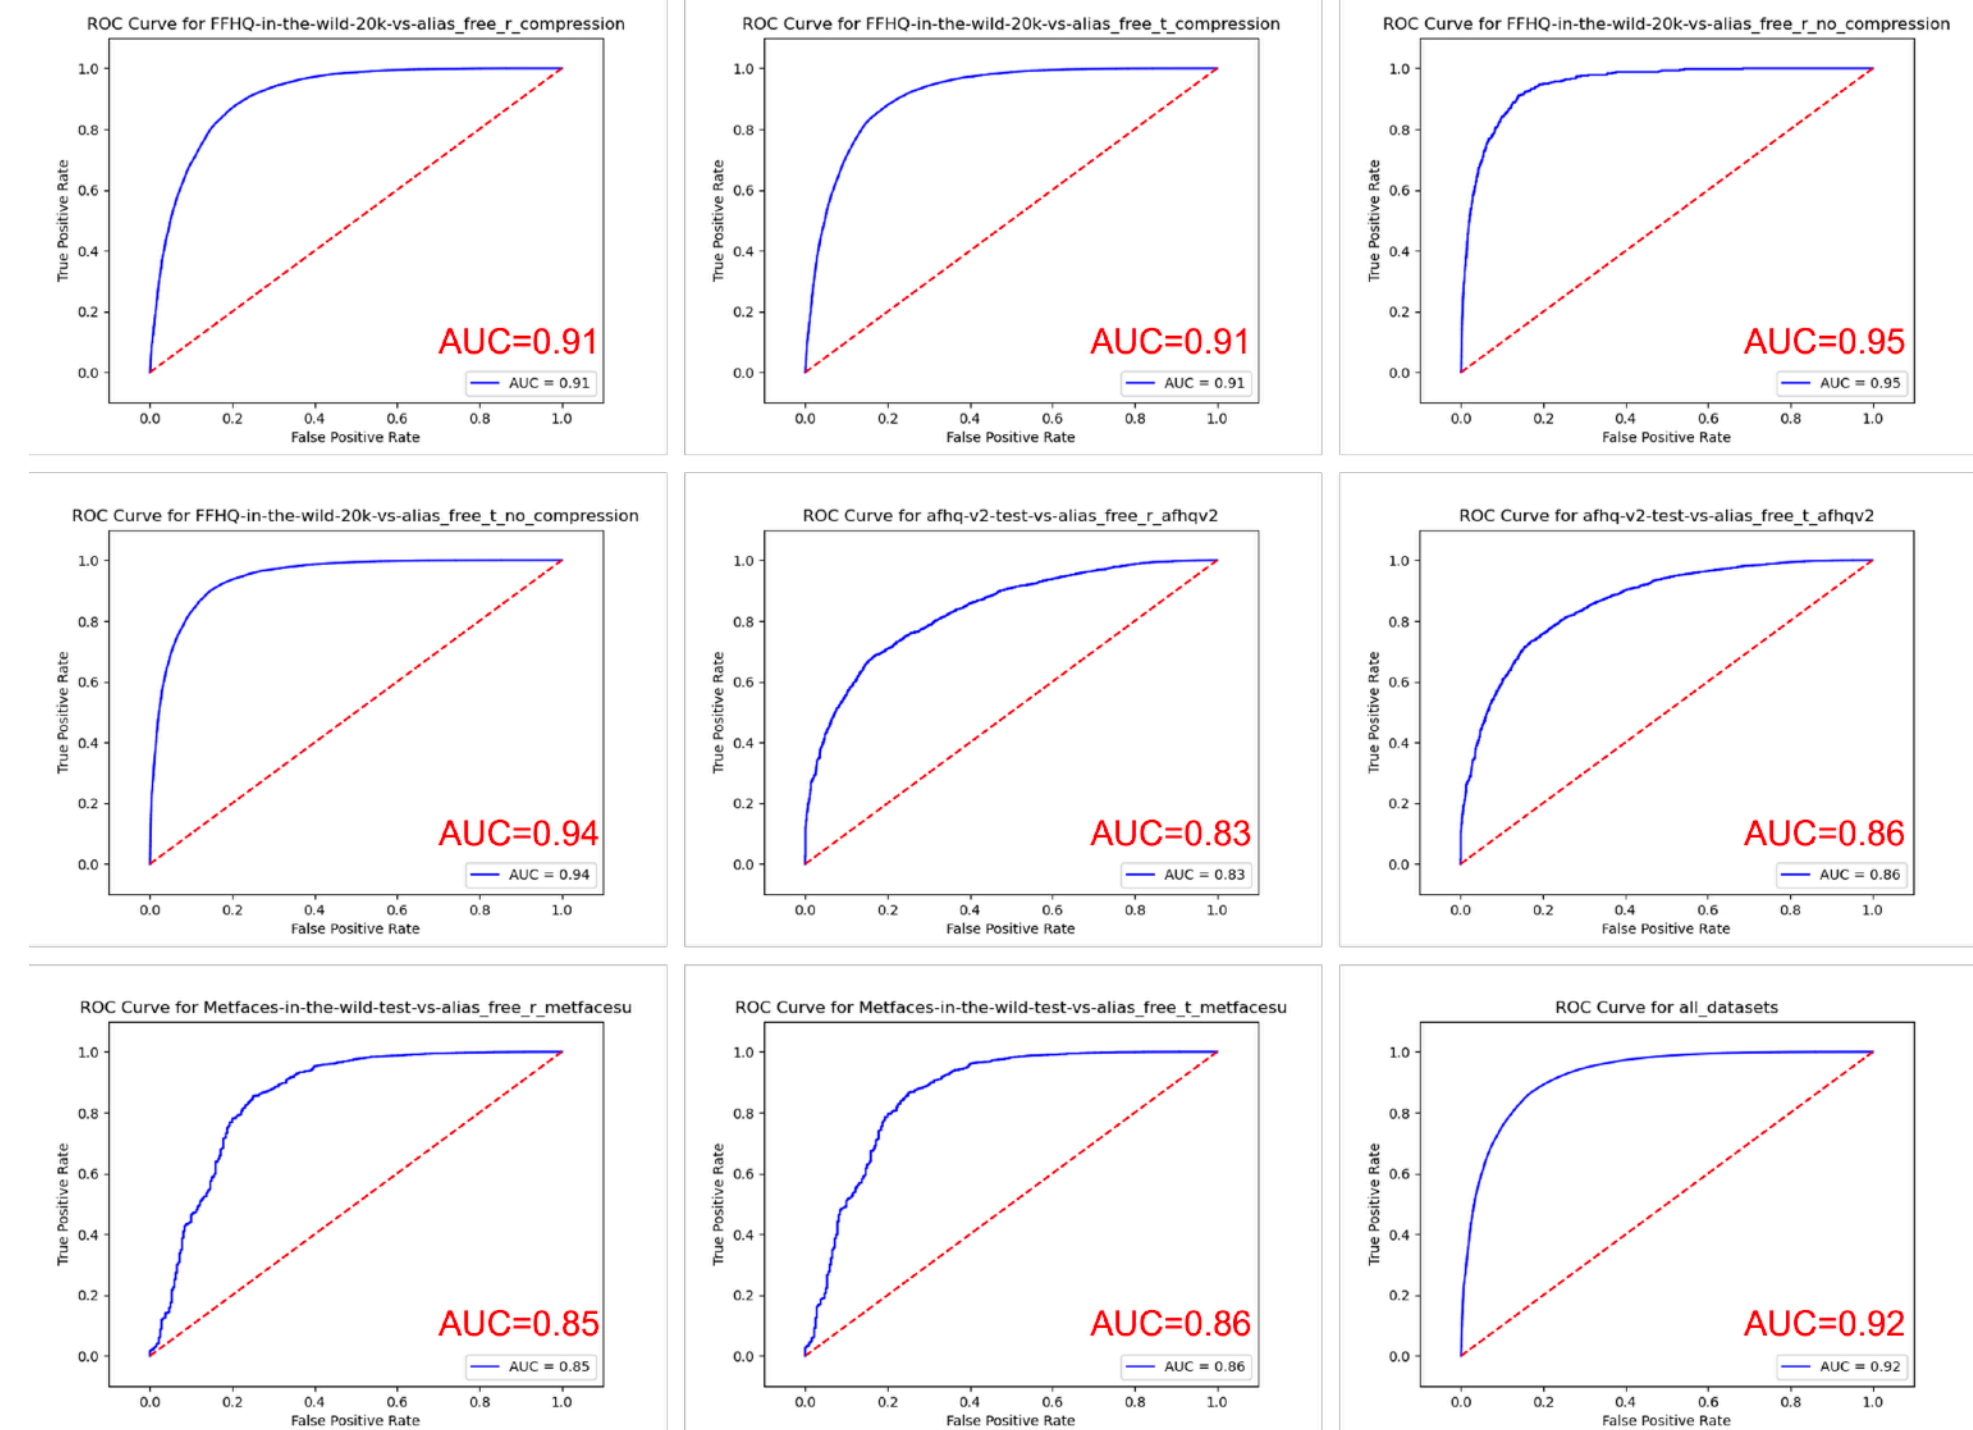 ROC Curve for FFHQ-in-the-wild-20k-vs-alias_free_r_compression
1.0
0.8
0.6
0.4
0.2
0.0
True Positive Rate
AUC=0.91
AUC = 0.91
0.0 0.2 0.4 0.6 0.8 1.0
False Positive Rate
ROC Curve for FFHQ-in-the-wild-20k-vs-alias_free_t_compression
1.0
0.8
0.6
0.4
0.2
0.0
True Positive Rate
AUC=0.91
AUC = 0.91
0.0 0.2 0.4 0.6 0.8 1.0
False Positive Rate
ROC Curve for FFHQ-in-the-wild-20k-vs-alias_free_r_no_compression
1.0
0.8
0.6
0.4
0.2
0.0
True Positive Rate
AUC=0.95
AUC = 0.95
0.0 0.2 0.4 0.6 0.8 1.0
False Positive Rate
ROC Curve for FFHQ-in-the-wild-20k-vs-alias_free_t_no_compression
1.0
0.8
0.6
0.4
0.2
0.0
True Positive Rate
AUC=0.94
AUC = 0.94
0.0 0.2 0.4 0.6 0.8 1.0
False Positive Rate
ROC Curve for afhq-v2-test-vs-alias_free_r_afhqv2
1.0
0.8
0.6
0.4
0.2
0.0
True Positive Rate
AUC=0.83
AUC = 0.83
0.0 0.2 0.4 0.6 0.8 1.0
False Positive Rate
ROC Curve for afhq-v2-test-vs-alias_free_t_afhqv2
1.0
0.8
0.6
0.4
0.2
0.0
True Positive Rate
AUC=0.86
AUC = 0.86
0.0 0.2 0.4 0.6 0.8 1.0
False Positive Rate
ROC Curve for Metfaces-in-the-wild-test-vs-alias_free_r_metfacesu
1.0
0.8
0.6
0.4
0.2
0.0
True Positive Rate
AUC=0.85
AUC = 0.85
0.0 0.2 0.4 0.6 0.8 1.0
False Positive Rate
ROC Curve for Metfaces-in-the-wild-test-vs-alias_free_t_metfacesu
1.0
0.8
0.6
0.4
0.2
0.0
True Positive Rate
AUC=0.86
AUC = 0.86
0.0 0.2 0.4 0.6 0.8 1.0
False Positive Rate
ROC Curve for all_datasets
1.0
0.8
0.6
0.4
0.2
0.0
True Positive Rate
AUC=0.92
AUC = 0.92
0.0 0.2 0.4 0.6 0.8 1.0
False Positive Rate